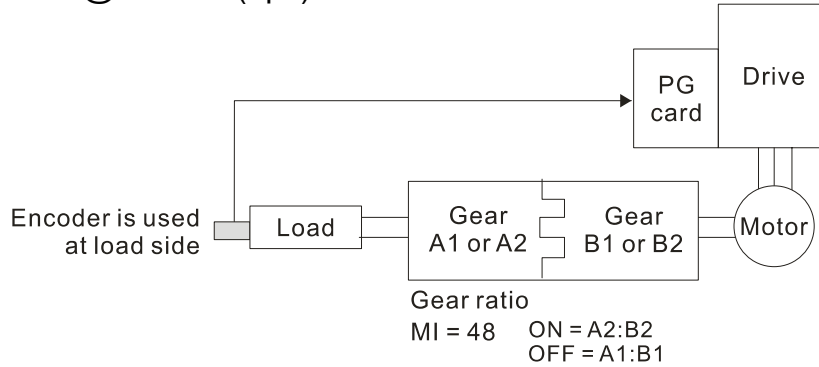 PG
card
Drive
Encoder is used
at load side
Load
Gear
A1 or A2
Gear
B1 or B2
Motor
Gear ratio
MI = 48
ON = A2:B2
OFF = A1:B1